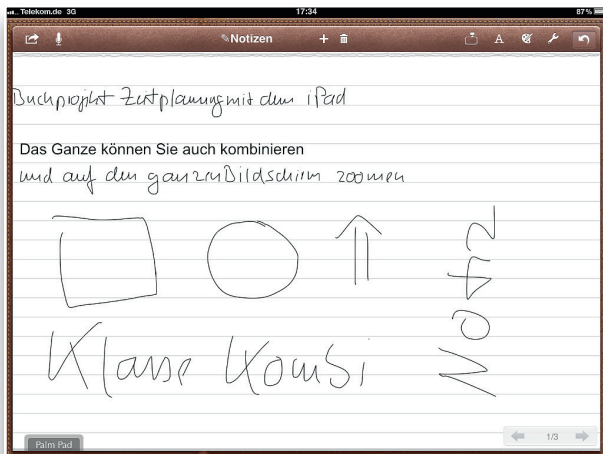 Telekom.de 3G 17:34 87%
Notizen
Buchprojekt Zeitplanung mit dem iPad
Das Ganze können Sie auch kombinieren
und auf den ganzen Bildschirm zoomen
Klasse Kombi
Notiz
Palm Pad
1/3